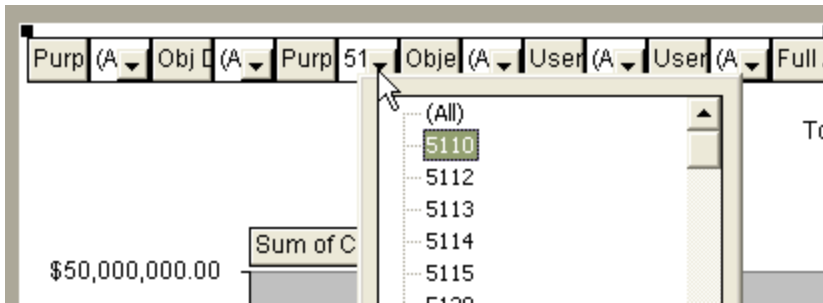 Purp (A Obj D (A Purp 51 Obje (A User (A User (A Full
(All)
5110
To
5112
5113
5114
Sum of C
$50,000,000.00
5115
5120